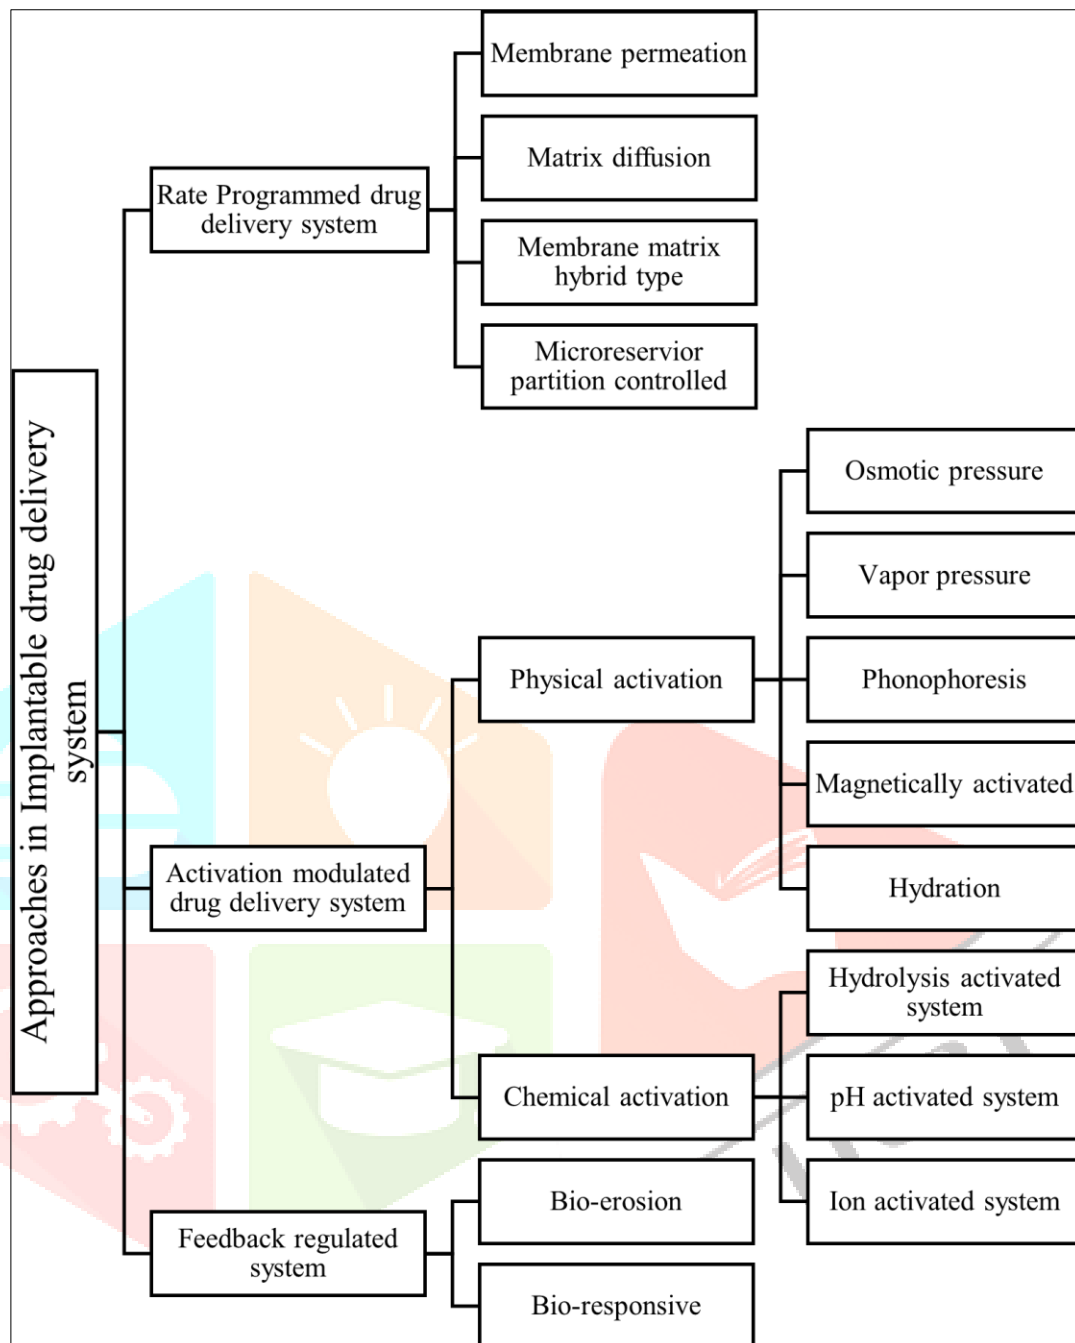 Approaches in Implantable drug delivery
system
Rate Programmed drug
delivery system
Membrane permeation
Matrix diffusion
Membrane matrix
hybrid type
Microreservior
partition controlled
Activation modulated
drug delivery system
Physical activation
Osmotic pressure
Vapor pressure
Phonophoresis
Magnetically activated
Hydration
Chemical activation
Hydrolysis activated
system
pH activated system
Ion activated system
Feedback regulated
system
Bio-erosion
Bio-responsive